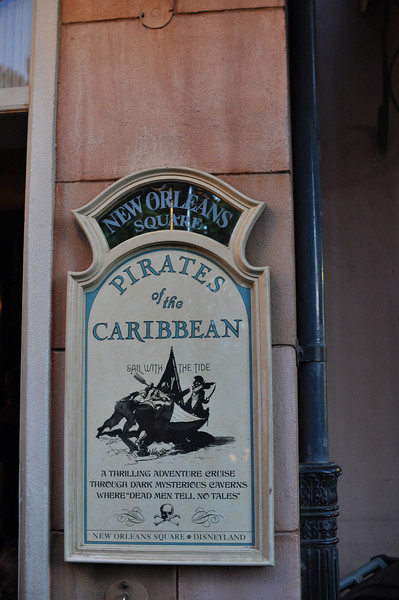 NEW ORLEANS
SQUARE
PIRATES
of the
CARIBBEAN
SAIL WITH THE TIDE
A THRILLING ADVENTURE CRUISE
THROUGH DARK MYSTERIOUS CAVERNS
WHERE "DEAD MEN TELL NO TALES"
NEW ORLEANS SQUARE • DISNEYLAND